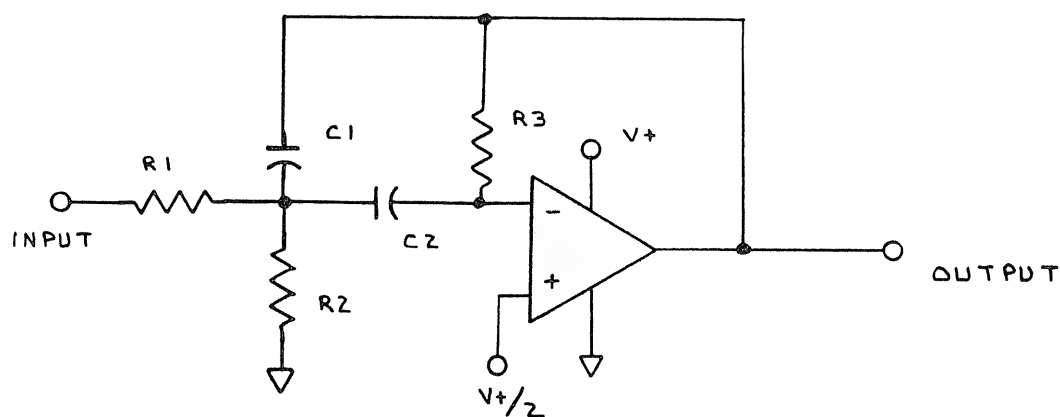 C1
R3
V+
R1
INPUT
C2
-
+
R2
V+/2
OUTPUT